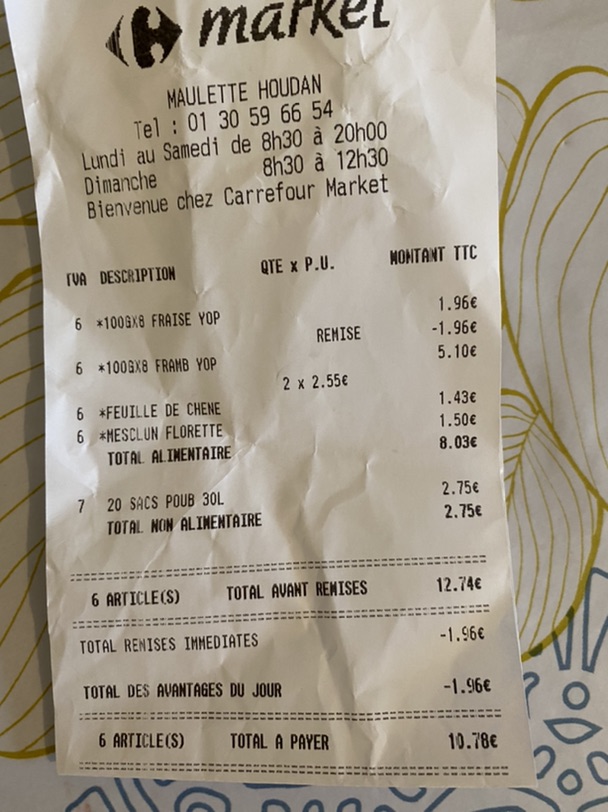 market
MAULETTE HOUDAN
Tel : 01 30 59 66 54
Lundi au Samedi de 8h30 à 20h00
Dimanche 8h30 à 12h30
Bienvenue chez Carrefour Market
TVA DESCRIPTION QTE x P.U. MONTANT TTC
6 *100GX8 FRAISE YOP 1.96€
REMISE -1.96€
6 *100GX8 FRAMB YOP 5.10€
2 x 2.55€
6 *FEUILLE DE CHENE 1.43€
6 *MESCLUN FLORETTE 1.50€
TOTAL ALIMENTAIRE 8.03€
7 20 SACS POUB 30L 2.75€
TOTAL NON ALIMENTAIRE 2.75€
6 ARTICLE(S) TOTAL AVANT REMISES 12.74€
TOTAL REMISES IMMEDIATES -1.96€
TOTAL DES AVANTAGES DU JOUR -1.96€
6 ARTICLE(S) TOTAL A PAYER 10.78€